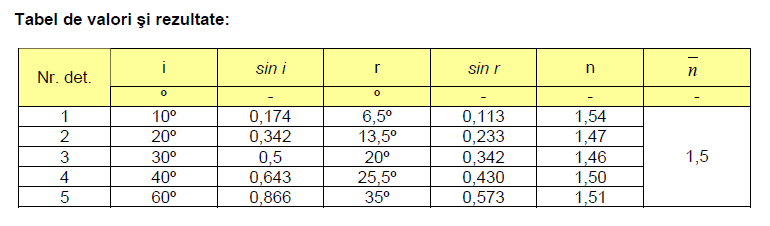 Tabel de valori şi rezultate:
Nr. det. i sin i r sin r n n̅
º - º - - -
1 10º 0,174 6,5º 0,113 1,54
2 20º 0,342 13,5º 0,233 1,47
3 30º 0,5 20º 0,342 1,46 1,5
4 40º 0,643 25,5º 0,430 1,50
5 60º 0,866 35º 0,573 1,51